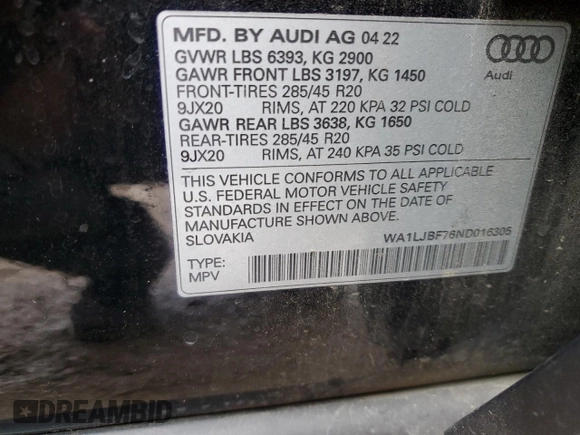 MFD. BY AUDI AG 04 22
GVWR LBS 6393, KG 2900
GAWR FRONT LBS 3197, KG 1450
FRONT-TIRES 285/45 R20
9JX20 RIMS, AT 220 KPA 32 PSI COLD
GAWR REAR LBS 3638, KG 1650
REAR-TIRES 285/45 R20
9JX20 RIMS, AT 240 KPA 35 PSI COLD
Audi
THIS VEHICLE CONFORMS TO ALL APPLICABLE
U.S. FEDERAL MOTOR VEHICLE SAFETY
STANDARDS IN EFFECT ON THE DATE OF
MANUFACTURE SHOWN ABOVE.
SLOVAKIA WA1LJBF76ND016305
TYPE:
MPV
DREAMBID